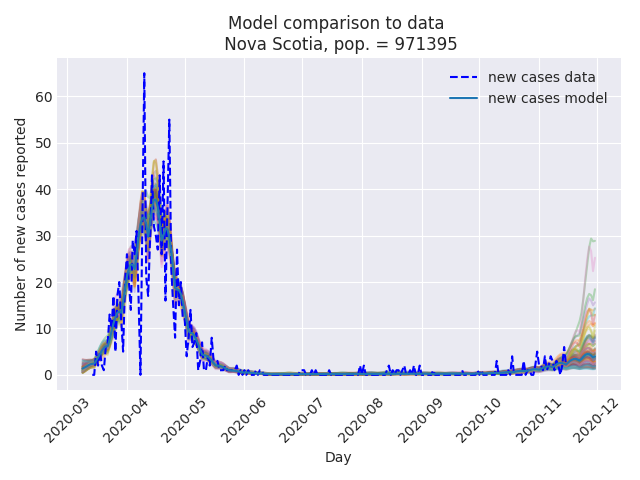 Model comparison to data
Nova Scotia, pop. = 971395
new cases data
new cases model
Number of new cases reported
60
50
40
30
20
10
0
2020-03
2020-04
2020-05
2020-06
2020-07
2020-08
2020-09
2020-10
2020-11
2020-12
Day